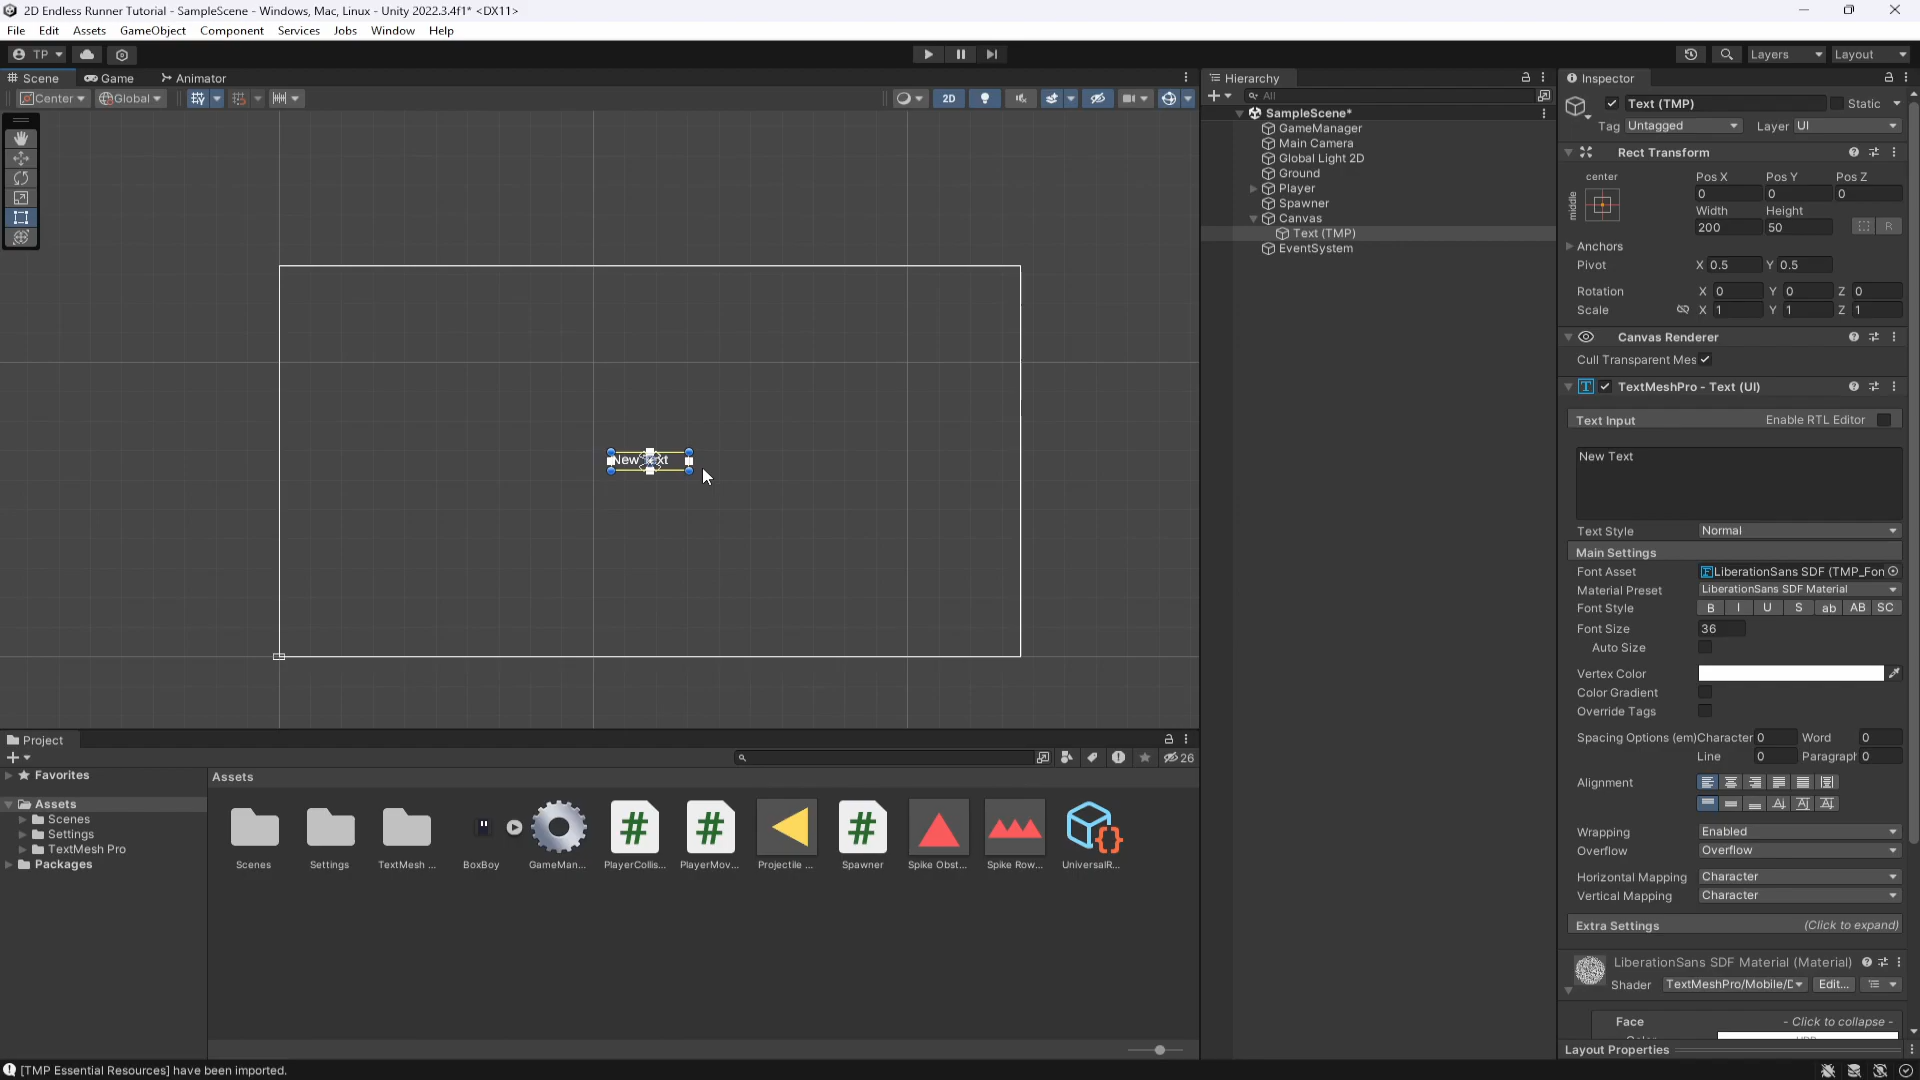 2D Endless Runner Tutorial - SampleScene - Windows, Mac, Linux - Unity 2022.3.4f1* <DX11>
File Edit Assets GameObject Component Services Jobs Window Help
TP Layers Layout
Scene Game Animator
Center Global 2D
New Text
Hierarchy
All
SampleScene*
GameManager
Main Camera
Global Light 2D
Ground
Player
Spawner
Canvas
Text (TMP)
EventSystem
Inspector
Text (TMP) Static
Tag Untagged Layer UI
Rect Transform
center
middle
Pos X Pos Y Pos Z
0 0 0
Width Height
200 50 R
Anchors
Pivot X 0.5 Y 0.5
Rotation X 0 Y 0 Z 0
Scale X 1 Y 1 Z 1
Canvas Renderer
Cull Transparent Mes
TextMeshPro - Text (UI)
Text Input Enable RTL Editor
New Text
Text Style Normal
Main Settings
Font Asset LiberationSans SDF (TMP_Fon
Material Preset LiberationSans SDF Material
Font Style B I U S ab AB SC
Font Size 36
Auto Size
Vertex Color
Color Gradient
Override Tags
Spacing Options (em) Character 0 Word 0
Line 0 Paragraph 0
Alignment
Wrapping Enabled
Overflow Overflow
Horizontal Mapping Character
Vertical Mapping Character
Extra Settings (Click to expand)
LiberationSans SDF Material (Material)
Shader TextMeshPro/Mobile/D Edit...
Face - Click to collapse -
Layout Properties
Project
26
Favorites
Assets
Scenes
Settings
TextMesh Pro
Packages
Assets
Scenes Settings TextMesh ... BoxBoy GameMan... PlayerCollis... PlayerMov... Projectile ... Spawner Spike Obst... Spike Row... UniversalR...
[TMP Essential Resources] have been imported.